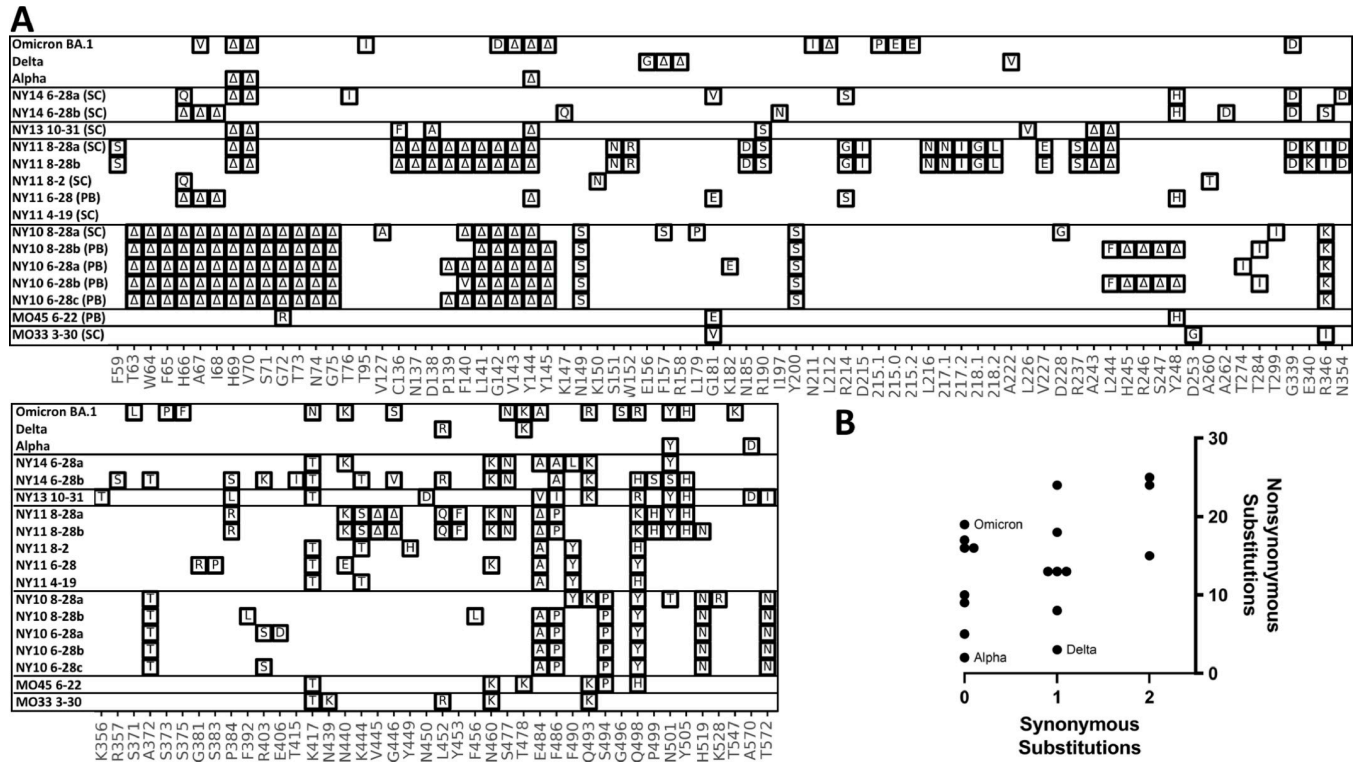 A
Omicron BA.1 V Δ Δ I D Δ Δ Δ I Δ P E E D
Delta G Δ Δ V
Alpha Δ Δ Δ
NY14 6-28a (SC) Q Δ Δ I V S H D D
NY14 6-28b (SC) Δ Δ Δ Q N H D D S
NY13 10-31 (SC) Δ Δ F A Δ S V Δ Δ
NY11 8-28a (SC) S Δ Δ Δ Δ Δ Δ Δ Δ Δ Δ Δ N R D S G I N N I G L E S Δ Δ D K I D
NY11 8-28b S Δ Δ Δ Δ Δ Δ Δ Δ Δ Δ Δ N R D S G I N N I G L E S Δ Δ D K I D
NY11 8-2 (SC) Q N T
NY11 6-28 (PB) Δ Δ Δ Δ E S H
NY11 4-19 (SC)
NY10 8-28a (SC) Δ Δ Δ Δ Δ Δ Δ Δ Δ Δ Δ Δ Δ A Δ Δ Δ Δ Δ S S P S G I K
NY10 8-28b (PB) Δ Δ Δ Δ Δ Δ Δ Δ Δ Δ Δ Δ Δ Δ Δ Δ Δ Δ S S F Δ Δ Δ Δ I K
NY10 6-28a (PB) Δ Δ Δ Δ Δ Δ Δ Δ Δ Δ Δ Δ Δ Δ Δ Δ Δ Δ Δ Δ S E S I K
NY10 6-28b (PB) Δ Δ Δ Δ Δ Δ Δ Δ Δ Δ Δ Δ Δ V Δ Δ Δ Δ Δ S S F Δ Δ Δ Δ I K
NY10 6-28c (PB) Δ Δ Δ Δ Δ Δ Δ Δ Δ Δ Δ Δ Δ Δ Δ Δ Δ Δ Δ Δ S S K
MO45 6-22 (PB) R E H
MO33 3-30 (SC) V G I
F59 T63 W64 F65 H66 A67 I68 H69 V70 S71 G72 T73 N74 G75 T76 T95 V127 C136 N137 D138 P139 F140 L141 G142 V143 Y144 Y145 K147 N149 K150 S151 W152 E156 F157 R158 L179 G181 K182 N185 R190 I197 Y200 N211 L212 R214 D215 215.1 215.0 215.2 L216 217.1 217.2 218.1 218.2 A222 L226 V227 D228 R237 A243 L244 H245 R246 S247 Y248 D253 A260 A262 T274 T284 T299 G339 E340 R346 N354
Omicron BA.1 L P F N K S N K A R S R Y H K
Delta R K
Alpha Y D
NY14 6-28a T K K N A A L K Y
NY14 6-28b S T S K I T T V R K N A K H S S H
NY13 10-31 T L T D V I K R Y H D I
NY11 8-28a R K S Δ Δ Q F K N Δ P K H Y H
NY11 8-28b R K S Δ Δ Q F K N Δ P K H Y H N
NY11 8-2 T T H A Y H
NY11 6-28 R P T E K A Y Y
NY11 4-19 T T A Y H
NY10 8-28a T Y K P Y T N R N
NY10 8-28b T L L A P P Y N N
NY10 6-28a T S D A P P Y N N
NY10 6-28b T A P P Y N N
NY10 6-28c T S A P P Y N N
MO45 6-22 T K K K P H
MO33 3-30 T K R K K
K356 R357 S371 A372 S373 S375 G381 S383 P384 F392 R403 E406 T415 K417 N439 N440 K444 V445 G446 Y449 N450 L452 Y453 F456 N460 S477 T478 E484 F486 F490 Q493 S494 G496 Q498 P499 N501 Y505 H519 K528 T547 A570 T572
B
30
20
10
0
Nonsynonymous
Substitutions
Omicron
Alpha
Delta
0 1 2
Synonymous
Substitutions